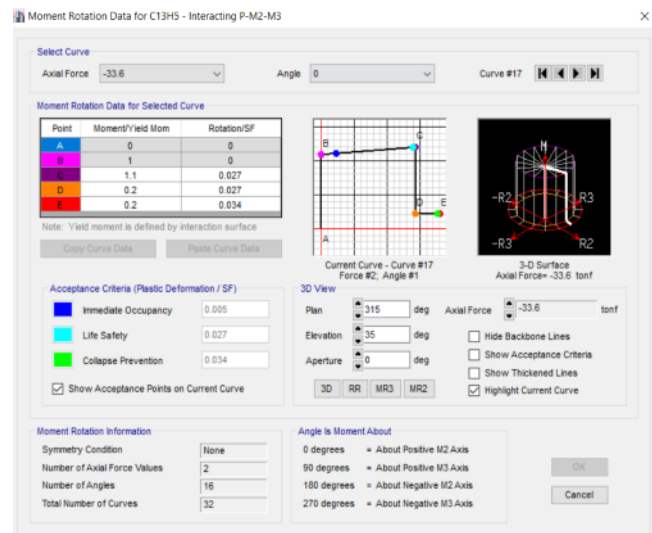 Moment Rotation Data for C13H5 - Interacting P-M2-M3
Select Curve
Axial Force -33.6 Angle 0 Curve #17
Moment Rotation Data for Selected Curve
Point Moment/Yield Mom Rotation/SF
A 0 0
B 1 0
C 1.1 0.027
D 0.2 0.027
E 0.2 0.034
Note: Yield moment is defined by interaction surface
Copy Curve Data Paste Curve Data
B C
D E
A
Current Curve - Curve #17
Force #2; Angle #1
M
-R2 R3
-R3 R2
3-D Surface
Axial Force= -33.6 tonf
Acceptance Criteria (Plastic Deformation / SF)
Immediate Occupancy 0.005
Life Safety 0.027
Collapse Prevention 0.034
Show Acceptance Points on Current Curve
3D View
Plan 315 deg Axial Force -33.6 tonf
Elevation 35 deg
Aperture 0 deg
3D RR MR3 MR2
Hide Backbone Lines
Show Acceptance Criteria
Show Thickened Lines
Highlight Current Curve
Moment Rotation Information
Symmetry Condition None
Number of Axial Force Values 2
Number of Angles 16
Total Number of Curves 32
Angle Is Moment About
0 degrees = About Positive M2 Axis
90 degrees = About Positive M3 Axis
180 degrees = About Negative M2 Axis
270 degrees = About Negative M3 Axis
OK
Cancel